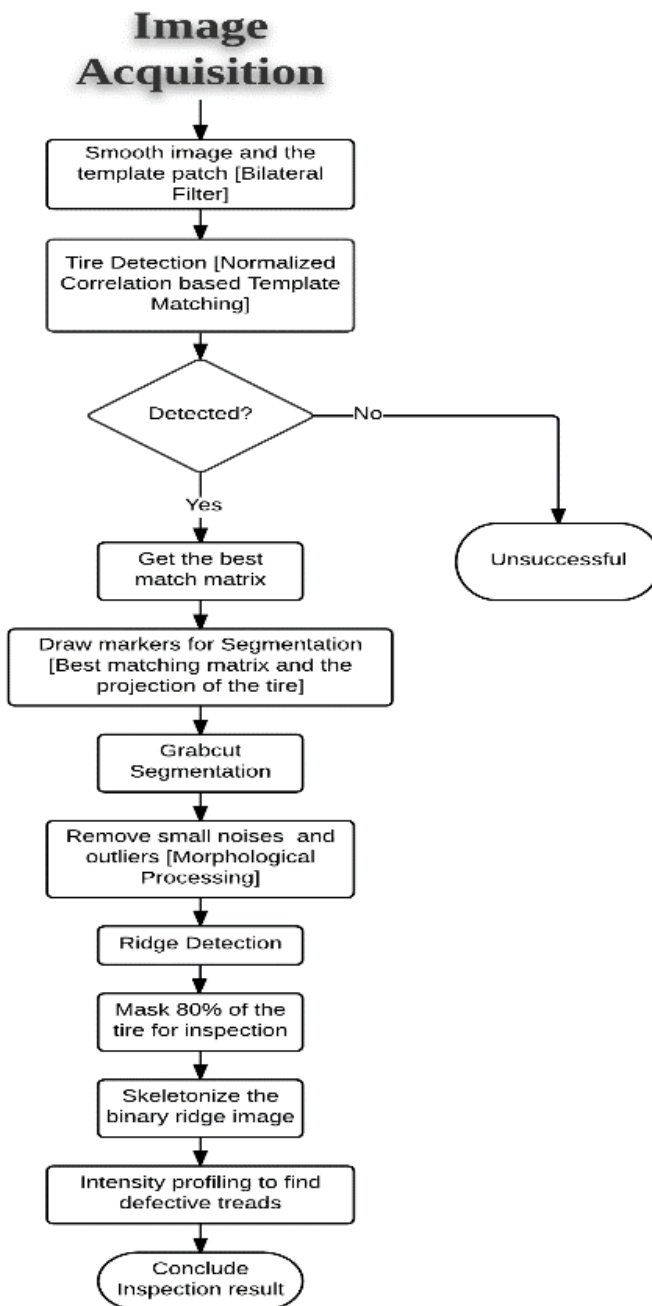 Image
Acquisition
Smooth image and the
template patch [Bilateral
Filter]
Tire Detection [Normalized
Correlation based Template
Matching]
Detected?
No
Yes
Unsuccessful
Get the best
match matrix
Draw markers for Segmentation
[Best matching matrix and the
projection of the tire]
Grabcut
Segmentation
Remove small noises and
outliers [Morphological
Processing]
Ridge Detection
Mask 80% of the
tire for inspection
Skeletonize the
binary ridge image
Intensity profiling to find
defective treads
Conclude
Inspection result